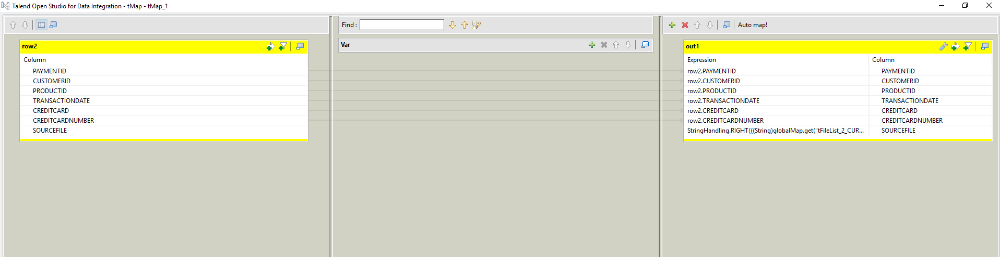 Talend Open Studio for Data Integration - tMap - tMap_1
Find :
Auto map!
row2
Column
PAYMENTID
CUSTOMERID
PRODUCTID
TRANSACTIONDATE
CREDITCARD
CREDITCARDNUMBER
SOURCEFILE
Var
out1
Expression Column
row2.PAYMENTID PAYMENTID
row2.CUSTOMERID CUSTOMERID
row2.PRODUCTID PRODUCTID
row2.TRANSACTIONDATE TRANSACTIONDATE
row2.CREDITCARD CREDITCARD
row2.CREDITCARDNUMBER CREDITCARDNUMBER
StringHandling.RIGHT(((String)globalMap.get("tFileList_2_CUR... SOURCEFILE